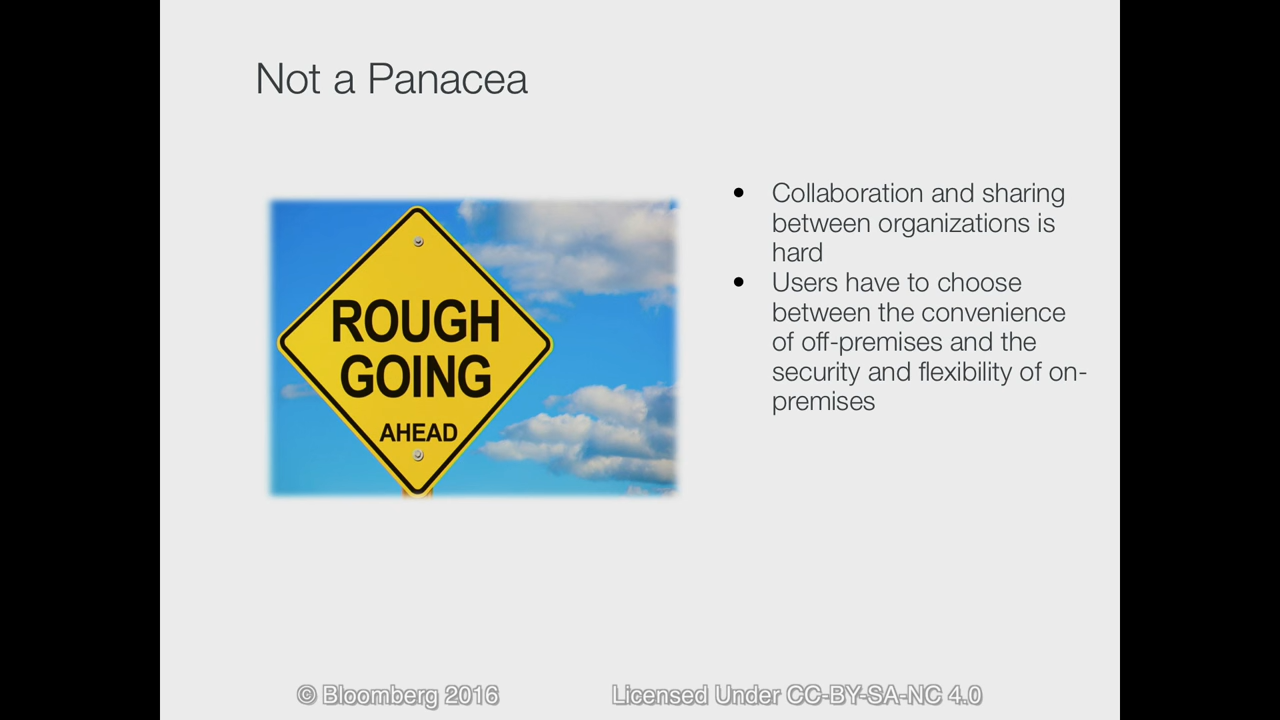 Not a Panacea
ROUGH
GOING
AHEAD
• Collaboration and sharing
between organizations is
hard
• Users have to choose
between the convenience
of off-premises and the
security and flexibility of on-
premises
© Bloomberg 2016
Licensed Under CC-BY-SA-NC 4.0